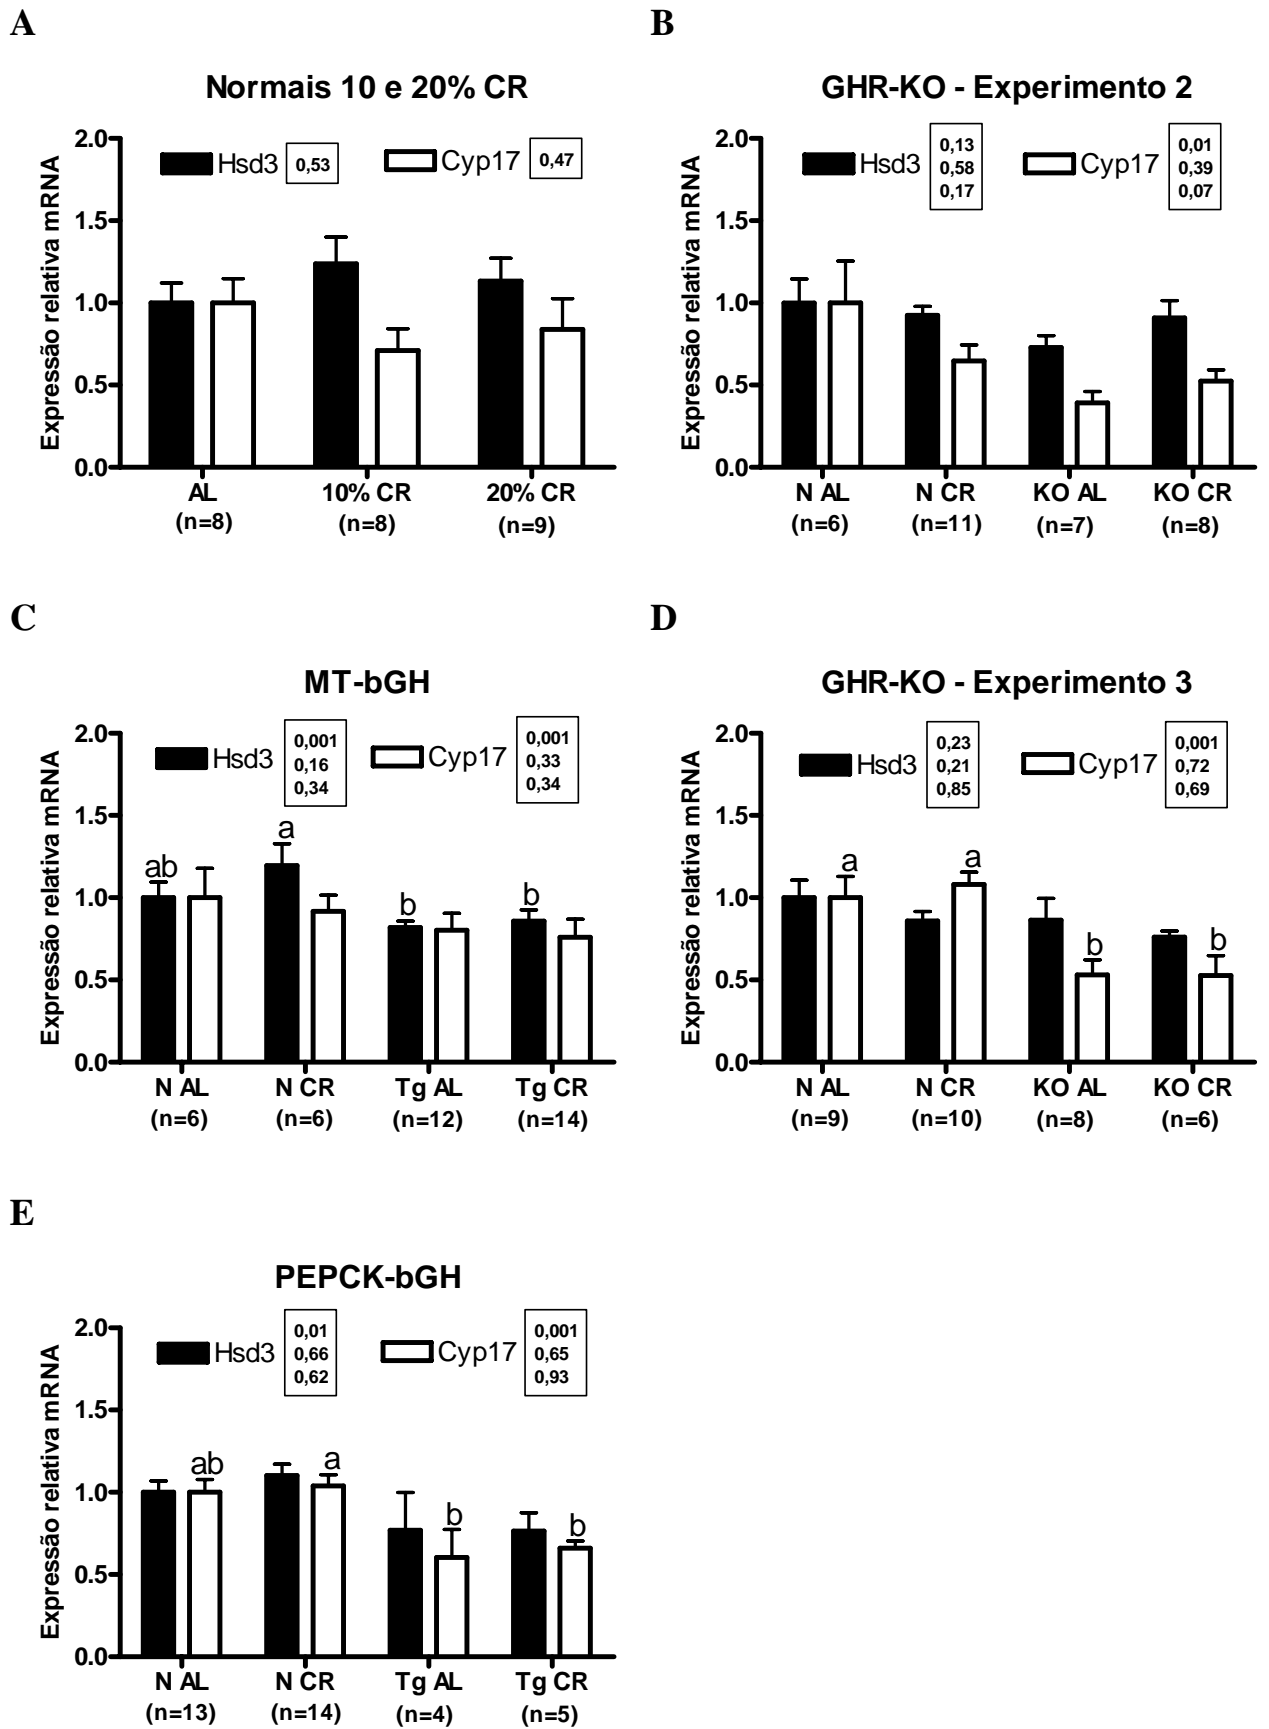 A
Normais 10 e 20% CR
Expressão relativa mRNA
2.0
1.5
1.0
0.5
0.0
Hsd3
0,53
Cyp17
0,47
AL
10% CR
20% CR
(n=8)
(n=8)
(n=9)
B
GHR-KO - Experimento 2
Expressão relativa mRNA
2.0
1.5
1.0
0.5
0.0
Hsd3
0,13
0,58
0,17
Cyp17
0,01
0,39
0,07
N AL
N CR
KO AL
KO CR
(n=6)
(n=11)
(n=7)
(n=8)
C
MT-bGH
Expressão relativa mRNA
2.0
1.5
1.0
0.5
0.0
Hsd3
0,001
0,16
0,34
Cyp17
0,001
0,33
0,34
ab
a
b
b
N AL
N CR
Tg AL
Tg CR
(n=6)
(n=6)
(n=12)
(n=14)
D
GHR-KO - Experimento 3
Expressão relativa mRNA
2.0
1.5
1.0
0.5
0.0
Hsd3
0,23
0,21
0,85
Cyp17
0,001
0,72
0,69
a
a
b
b
N AL
N CR
KO AL
KO CR
(n=9)
(n=10)
(n=8)
(n=6)
E
PEPCK-bGH
Expressão relativa mRNA
2.0
1.5
1.0
0.5
0.0
Hsd3
0,01
0,66
0,62
Cyp17
0,001
0,65
0,93
ab
a
b
b
N AL
N CR
Tg AL
Tg CR
(n=13)
(n=14)
(n=4)
(n=5)